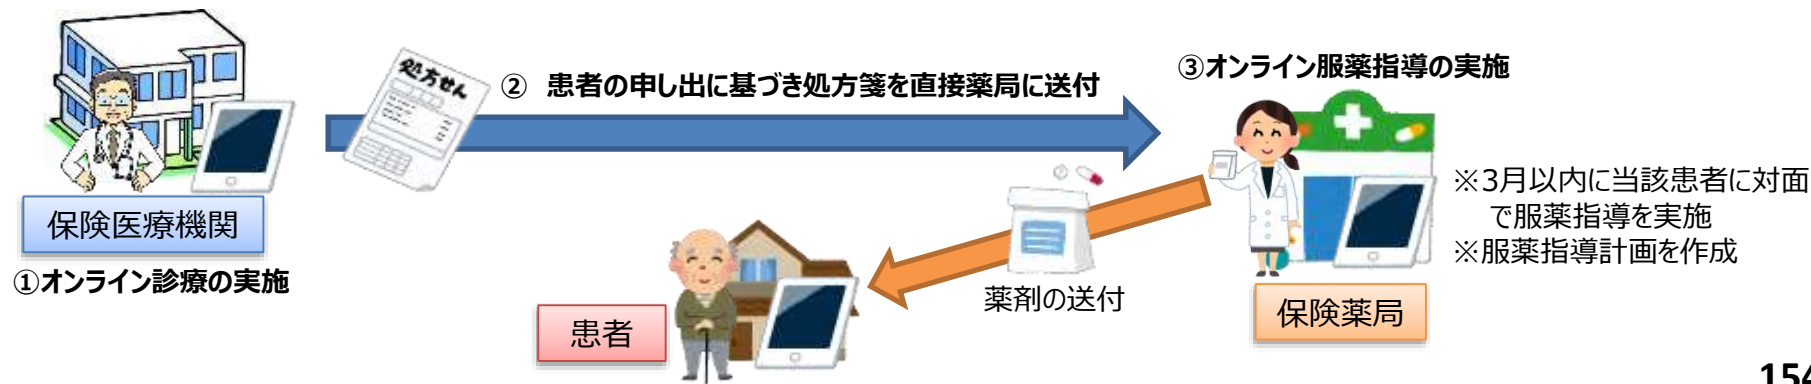 処方せん
② 患者の申し出に基づき処方箋を直接薬局に送付
③オンライン服薬指導の実施
※3月以内に当該患者に対面
で服薬指導を実施
※服薬指導計画を作成
保険医療機関
①オンライン診療の実施
薬剤の送付
保険薬局
患者
154